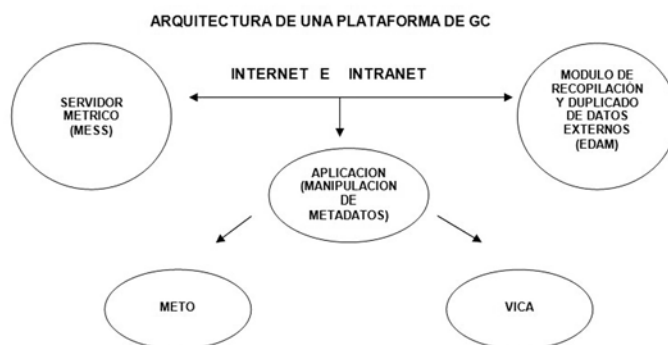 ARQUITECTURA DE UNA PLATAFORMA DE GC
INTERNET E INTRANET
SERVIDOR
METRICO
(MESS)
MODULO DE
RECOPILACIÓN
Y DUPLICADO
DE DATOS
EXTERNOS
(EDAM)
APLICACION
(MANIPULACION
DE
METADATOS)
METO
VICA